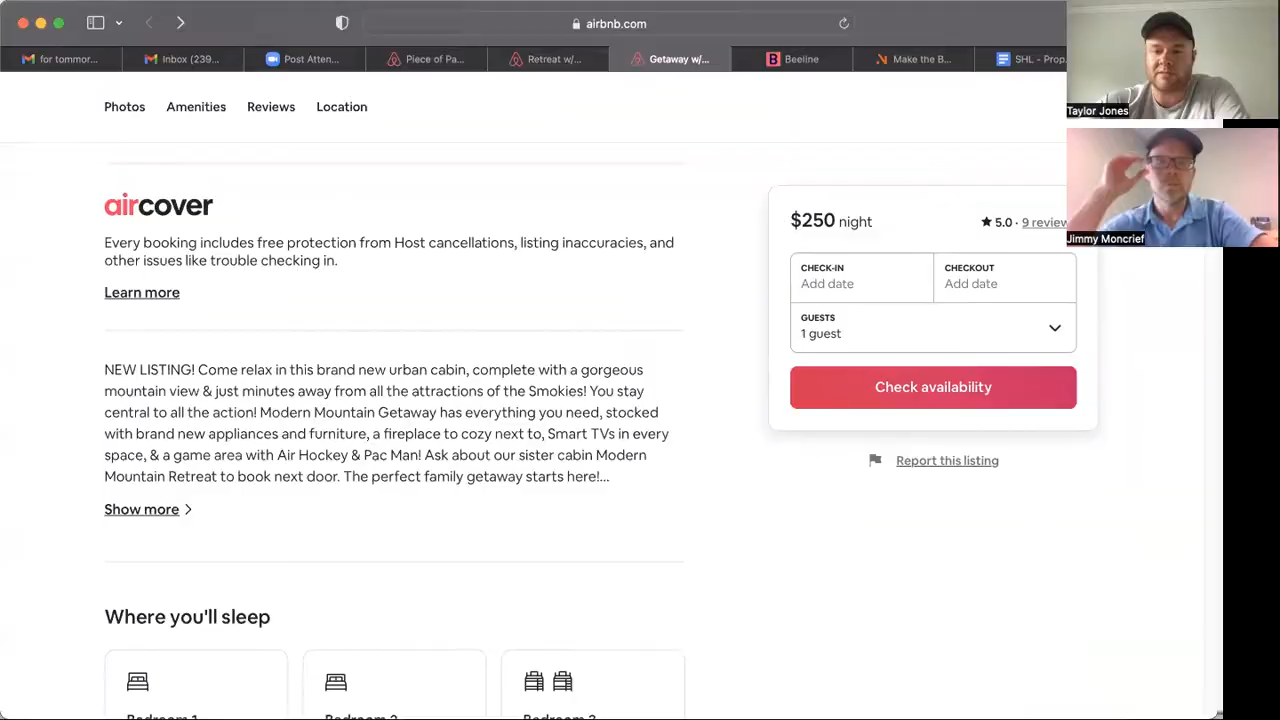 airbnb.com
for tommor...
Inbox (239...
Post Atten...
Piece of Pa...
Retreat w/...
Getaway w/...
Beeline
Make the B...
SHL - Prop
Taylor Jones
Jimmy Moncrief
Photos Amenities Reviews Location
aircover
Every booking includes free protection from Host cancellations, listing inaccuracies, and
other issues like trouble checking in.
Learn more
NEW LISTING! Come relax in this brand new urban cabin, complete with a gorgeous
mountain view & just minutes away from all the attractions of the Smokies! You stay
central to all the action! Modern Mountain Getaway has everything you need, stocked
with brand new appliances and furniture, a fireplace to cozy next to, Smart TVs in every
space, & a game area with Air Hockey & Pac Man! Ask about our sister cabin Modern
Mountain Retreat to book next door. The perfect family getaway starts here!...
Show more
Where you'll sleep
Bedroom 1
Bedroom 2
Bedroom 3
$250 night
5.0 · 9 review
CHECK-IN
Add date
CHECKOUT
Add date
GUESTS
1 guest
Check availability
Report this listing